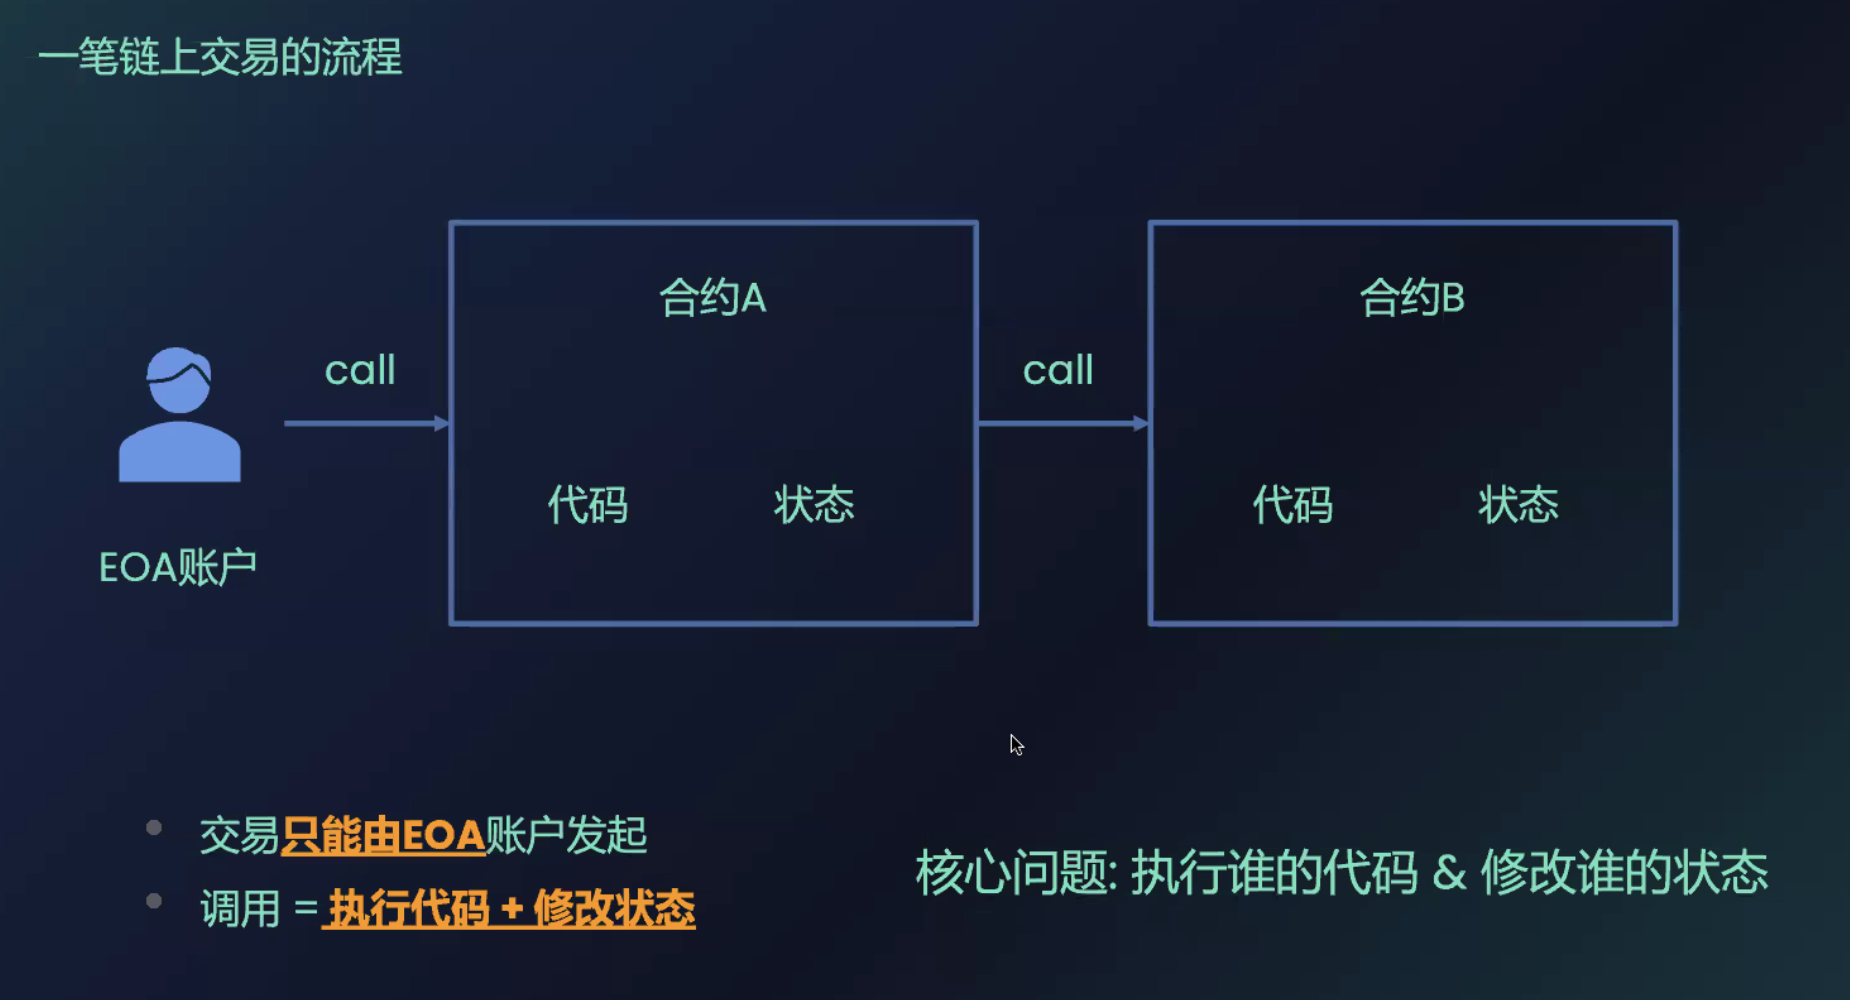 一笔链上交易的流程
合约A
合约B
call
call
代码
状态
代码
状态
EOA账户
交易只能由EOA账户发起
调用 = 执行代码 + 修改状态
核心问题: 执行谁的代码 & 修改谁的状态